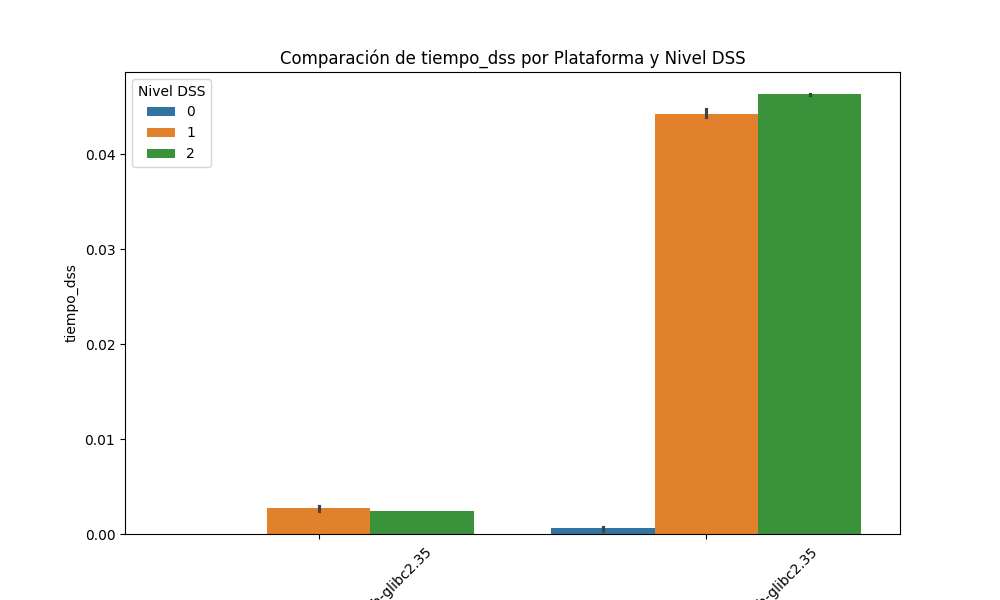 Comparación de tiempo_dss por Plataforma y Nivel DSS
Nivel DSS
0
1
2
0.04
0.03
0.02
0.01
0.00
tiempo_dss
-glibc2.35
-glibc2.35